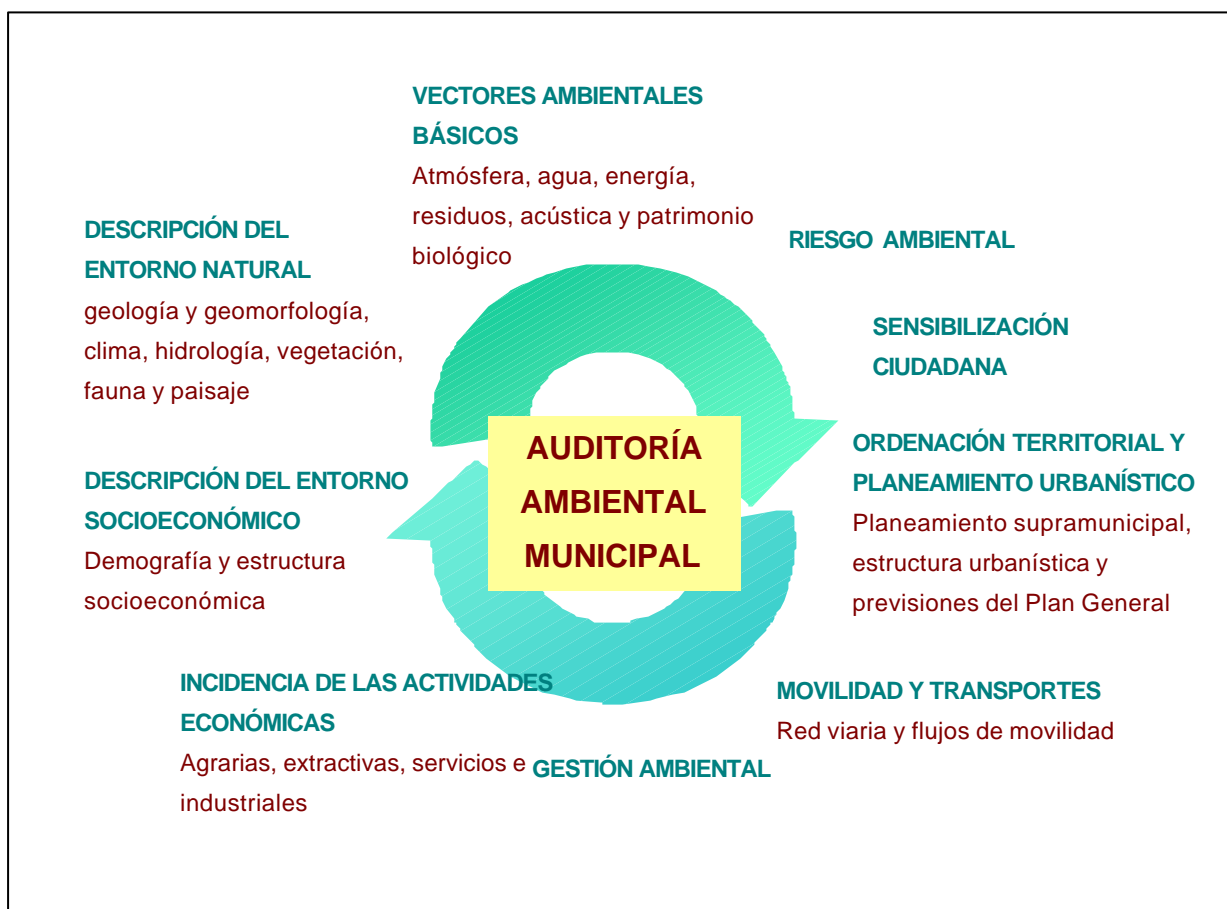 VECTORES AMBIENTALES
BÁSICOS
Atmósfera, agua, energía,
residuos, acústica y patrimonio
biológico
RIESGO AMBIENTAL
SENSIBILIZACIÓN
CIUDADANA
ORDENACIÓN TERRITORIAL Y
PLANEAMIENTO URBANÍSTICO
Planeamiento supramunicipal,
estructura urbanística y
previsiones del Plan General
MOVILIDAD Y TRANSPORTES
Red viaria y flujos de movilidad
GESTIÓN AMBIENTAL
INCIDENCIA DE LAS ACTIVIDADES
ECONÓMICAS
Agrarias, extractivas, servicios e
industriales
DESCRIPCIÓN DEL ENTORNO
SOCIOECONÓMICO
Demografía y estructura
socioeconómica
DESCRIPCIÓN DEL
ENTORNO NATURAL
geología y geomorfología,
clima, hidrología, vegetación,
fauna y paisaje
AUDITORÍA
AMBIENTAL
MUNICIPAL